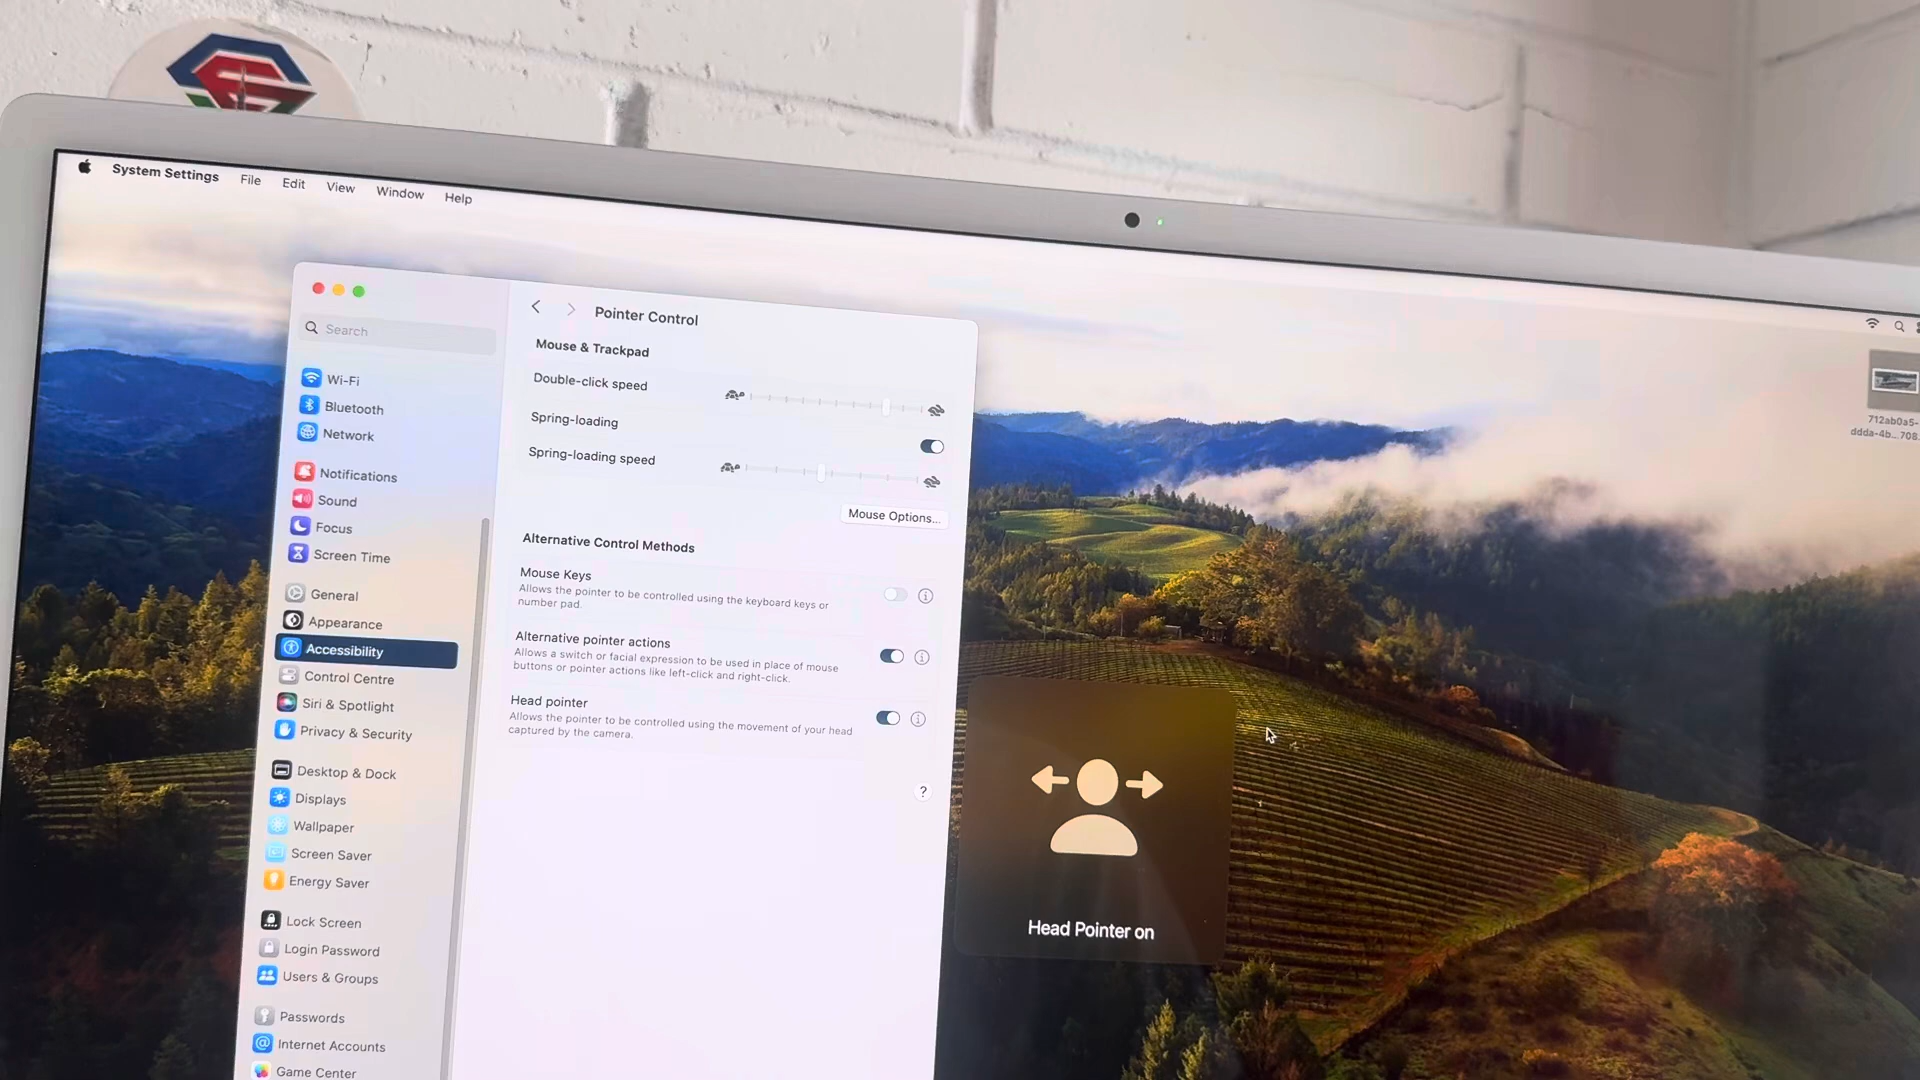 System Settings File Edit View Window Help
Search
Wi-Fi
Bluetooth
Network
Notifications
Sound
Focus
Screen Time
General
Appearance
Accessibility
Control Centre
Siri & Spotlight
Privacy & Security
Desktop & Dock
Displays
Wallpaper
Screen Saver
Energy Saver
Lock Screen
Login Password
Users & Groups
Passwords
Internet Accounts
Game Center
Pointer Control
Mouse & Trackpad
Double-click speed
Spring-loading
Spring-loading speed
Mouse Options...
Alternative Control Methods
Mouse Keys
Allows the pointer to be controlled using the keyboard keys or
number pad.
Alternative pointer actions
Allows a switch or facial expression to be used in place of mouse
buttons or pointer actions like left-click and right-click.
Head pointer
Allows the pointer to be controlled using the movement of your head
captured by the camera.
?
Head Pointer on
712ab0a5-
ddda-4b...708.